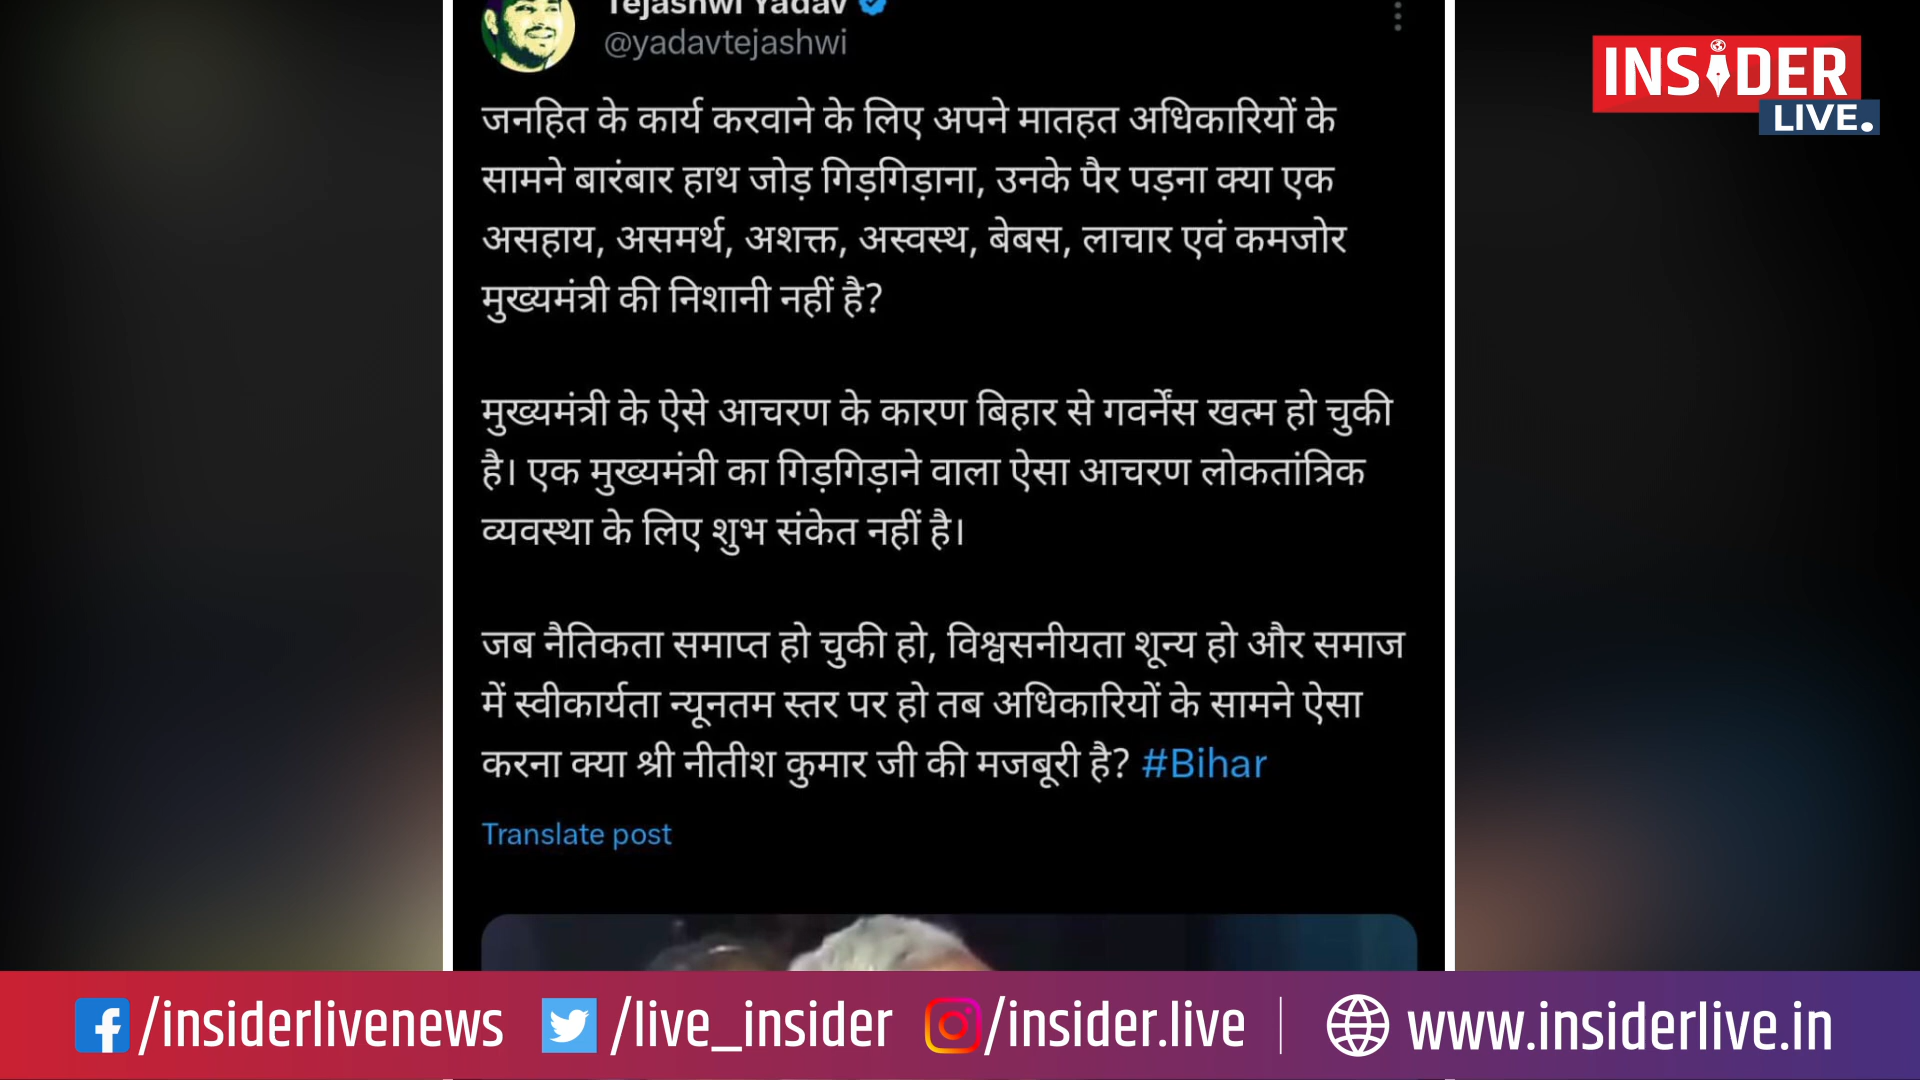 Tejashwi Yadav
@yadavtejashwi
INSIDER
LIVE.
जनहित के कार्य करवाने के लिए अपने मातहत अधिकारियों के
सामने बारंबार हाथ जोड़ गिड़गिड़ाना, उनके पैर पड़ना क्या एक
असहाय, असमर्थ, अशक्त, अस्वस्थ, बेबस, लाचार एवं कमजोर
मुख्यमंत्री की निशानी नहीं है?
मुख्यमंत्री के ऐसे आचरण के कारण बिहार से गवर्नेंस खत्म हो चुकी
है। एक मुख्यमंत्री का गिड़गिड़ाने वाला ऐसा आचरण लोकतांत्रिक
व्यवस्था के लिए शुभ संकेत नहीं है।
जब नैतिकता समाप्त हो चुकी हो, विश्वसनीयता शून्य हो और समाज
में स्वीकार्यता न्यूनतम स्तर पर हो तब अधिकारियों के सामने ऐसा
करना क्या श्री नीतीश कुमार जी की मजबूरी है? #Bihar
Translate post
/insiderlivenews /live_insider /insider.live www.insiderlive.in